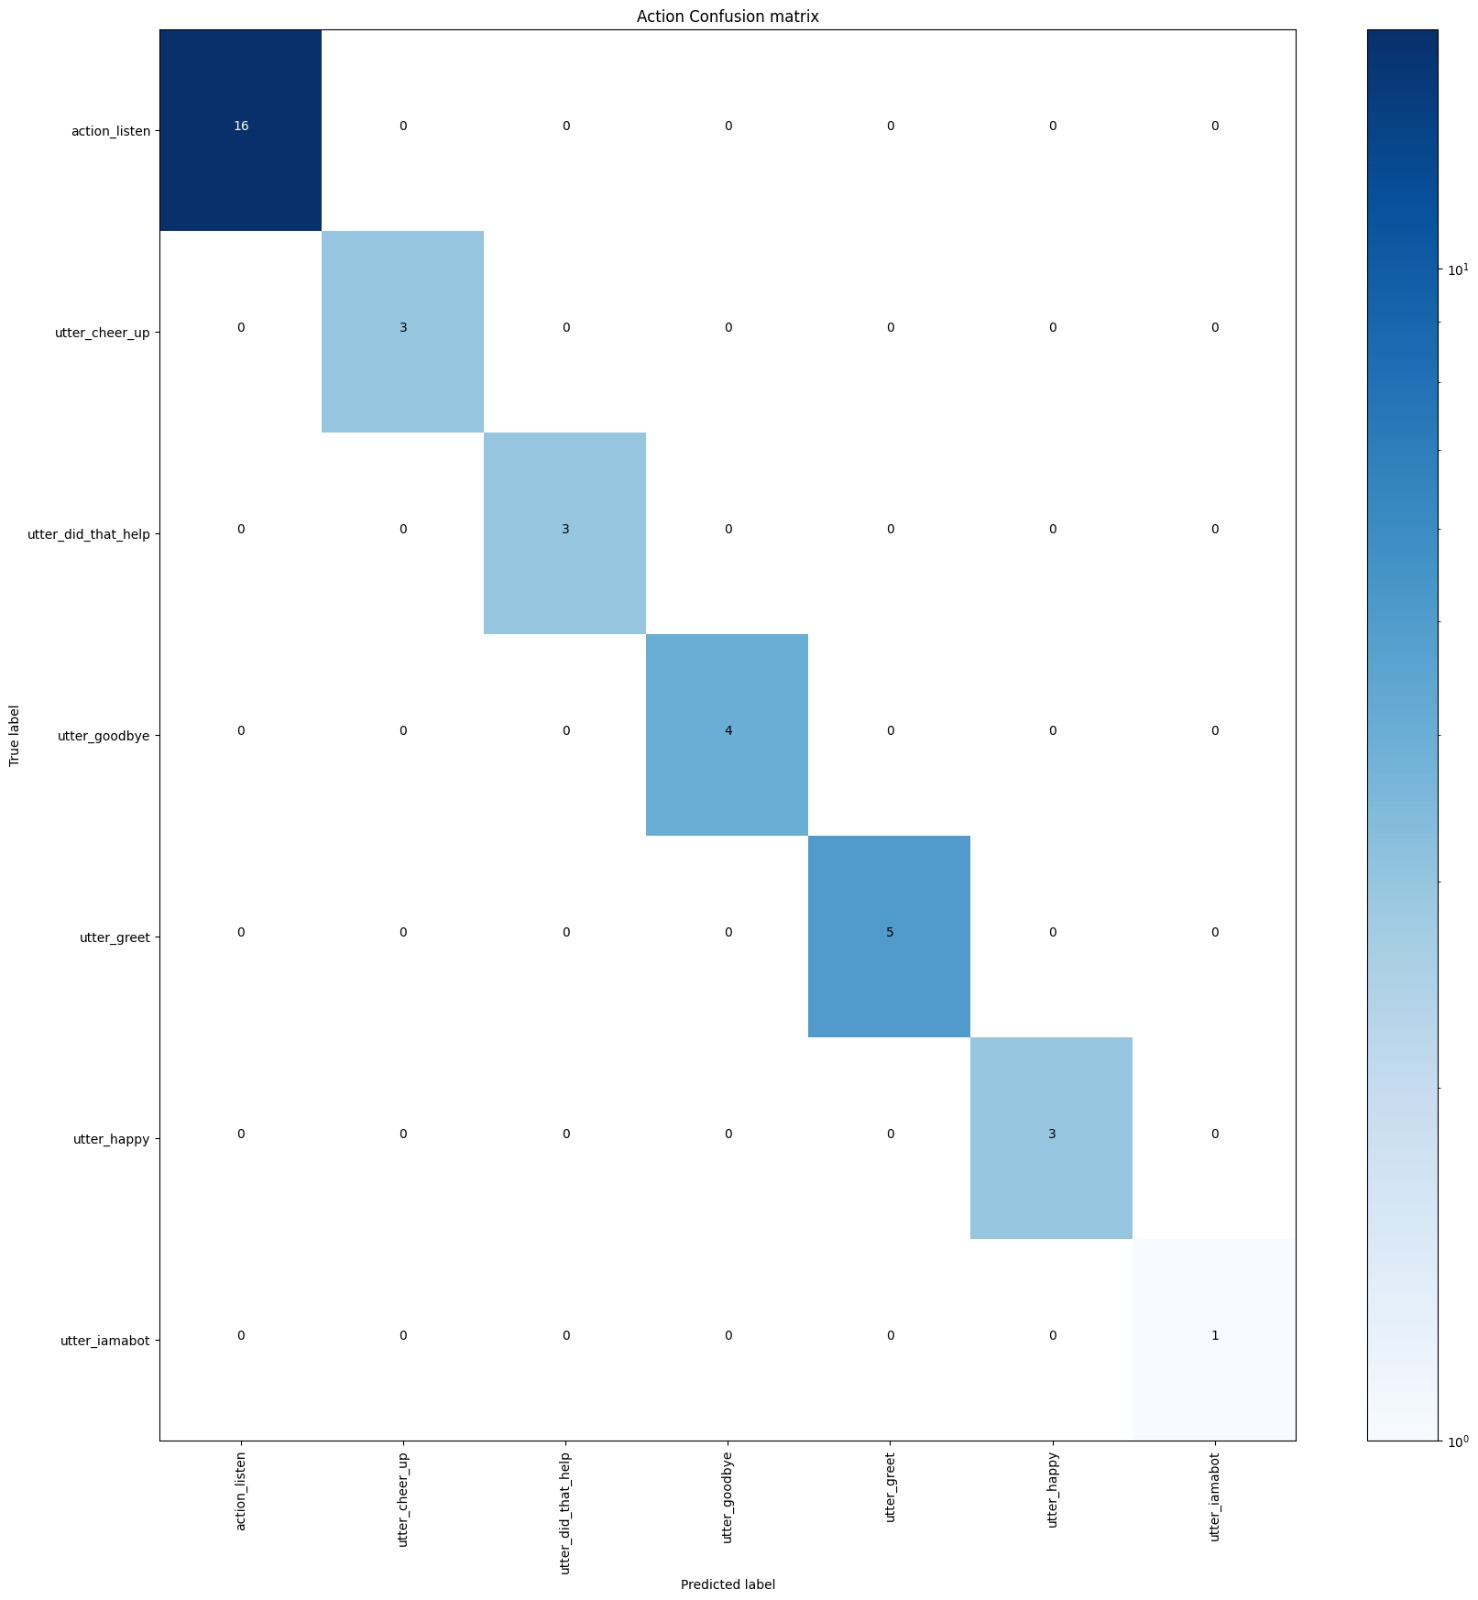 Action Confusion matrix
action_listen 16 0 0 0 0 0 0
utter_cheer_up 0 3 0 0 0 0 0
utter_did_that_help 0 0 3 0 0 0 0
utter_goodbye 0 0 0 4 0 0 0
utter_greet 0 0 0 0 5 0 0
utter_happy 0 0 0 0 0 3 0
utter_iamabot 0 0 0 0 0 0 1
True label
action_listen
utter_cheer_up
utter_did_that_help
utter_goodbye
utter_greet
utter_happy
utter_iamabot
Predicted label
10¹
10⁰